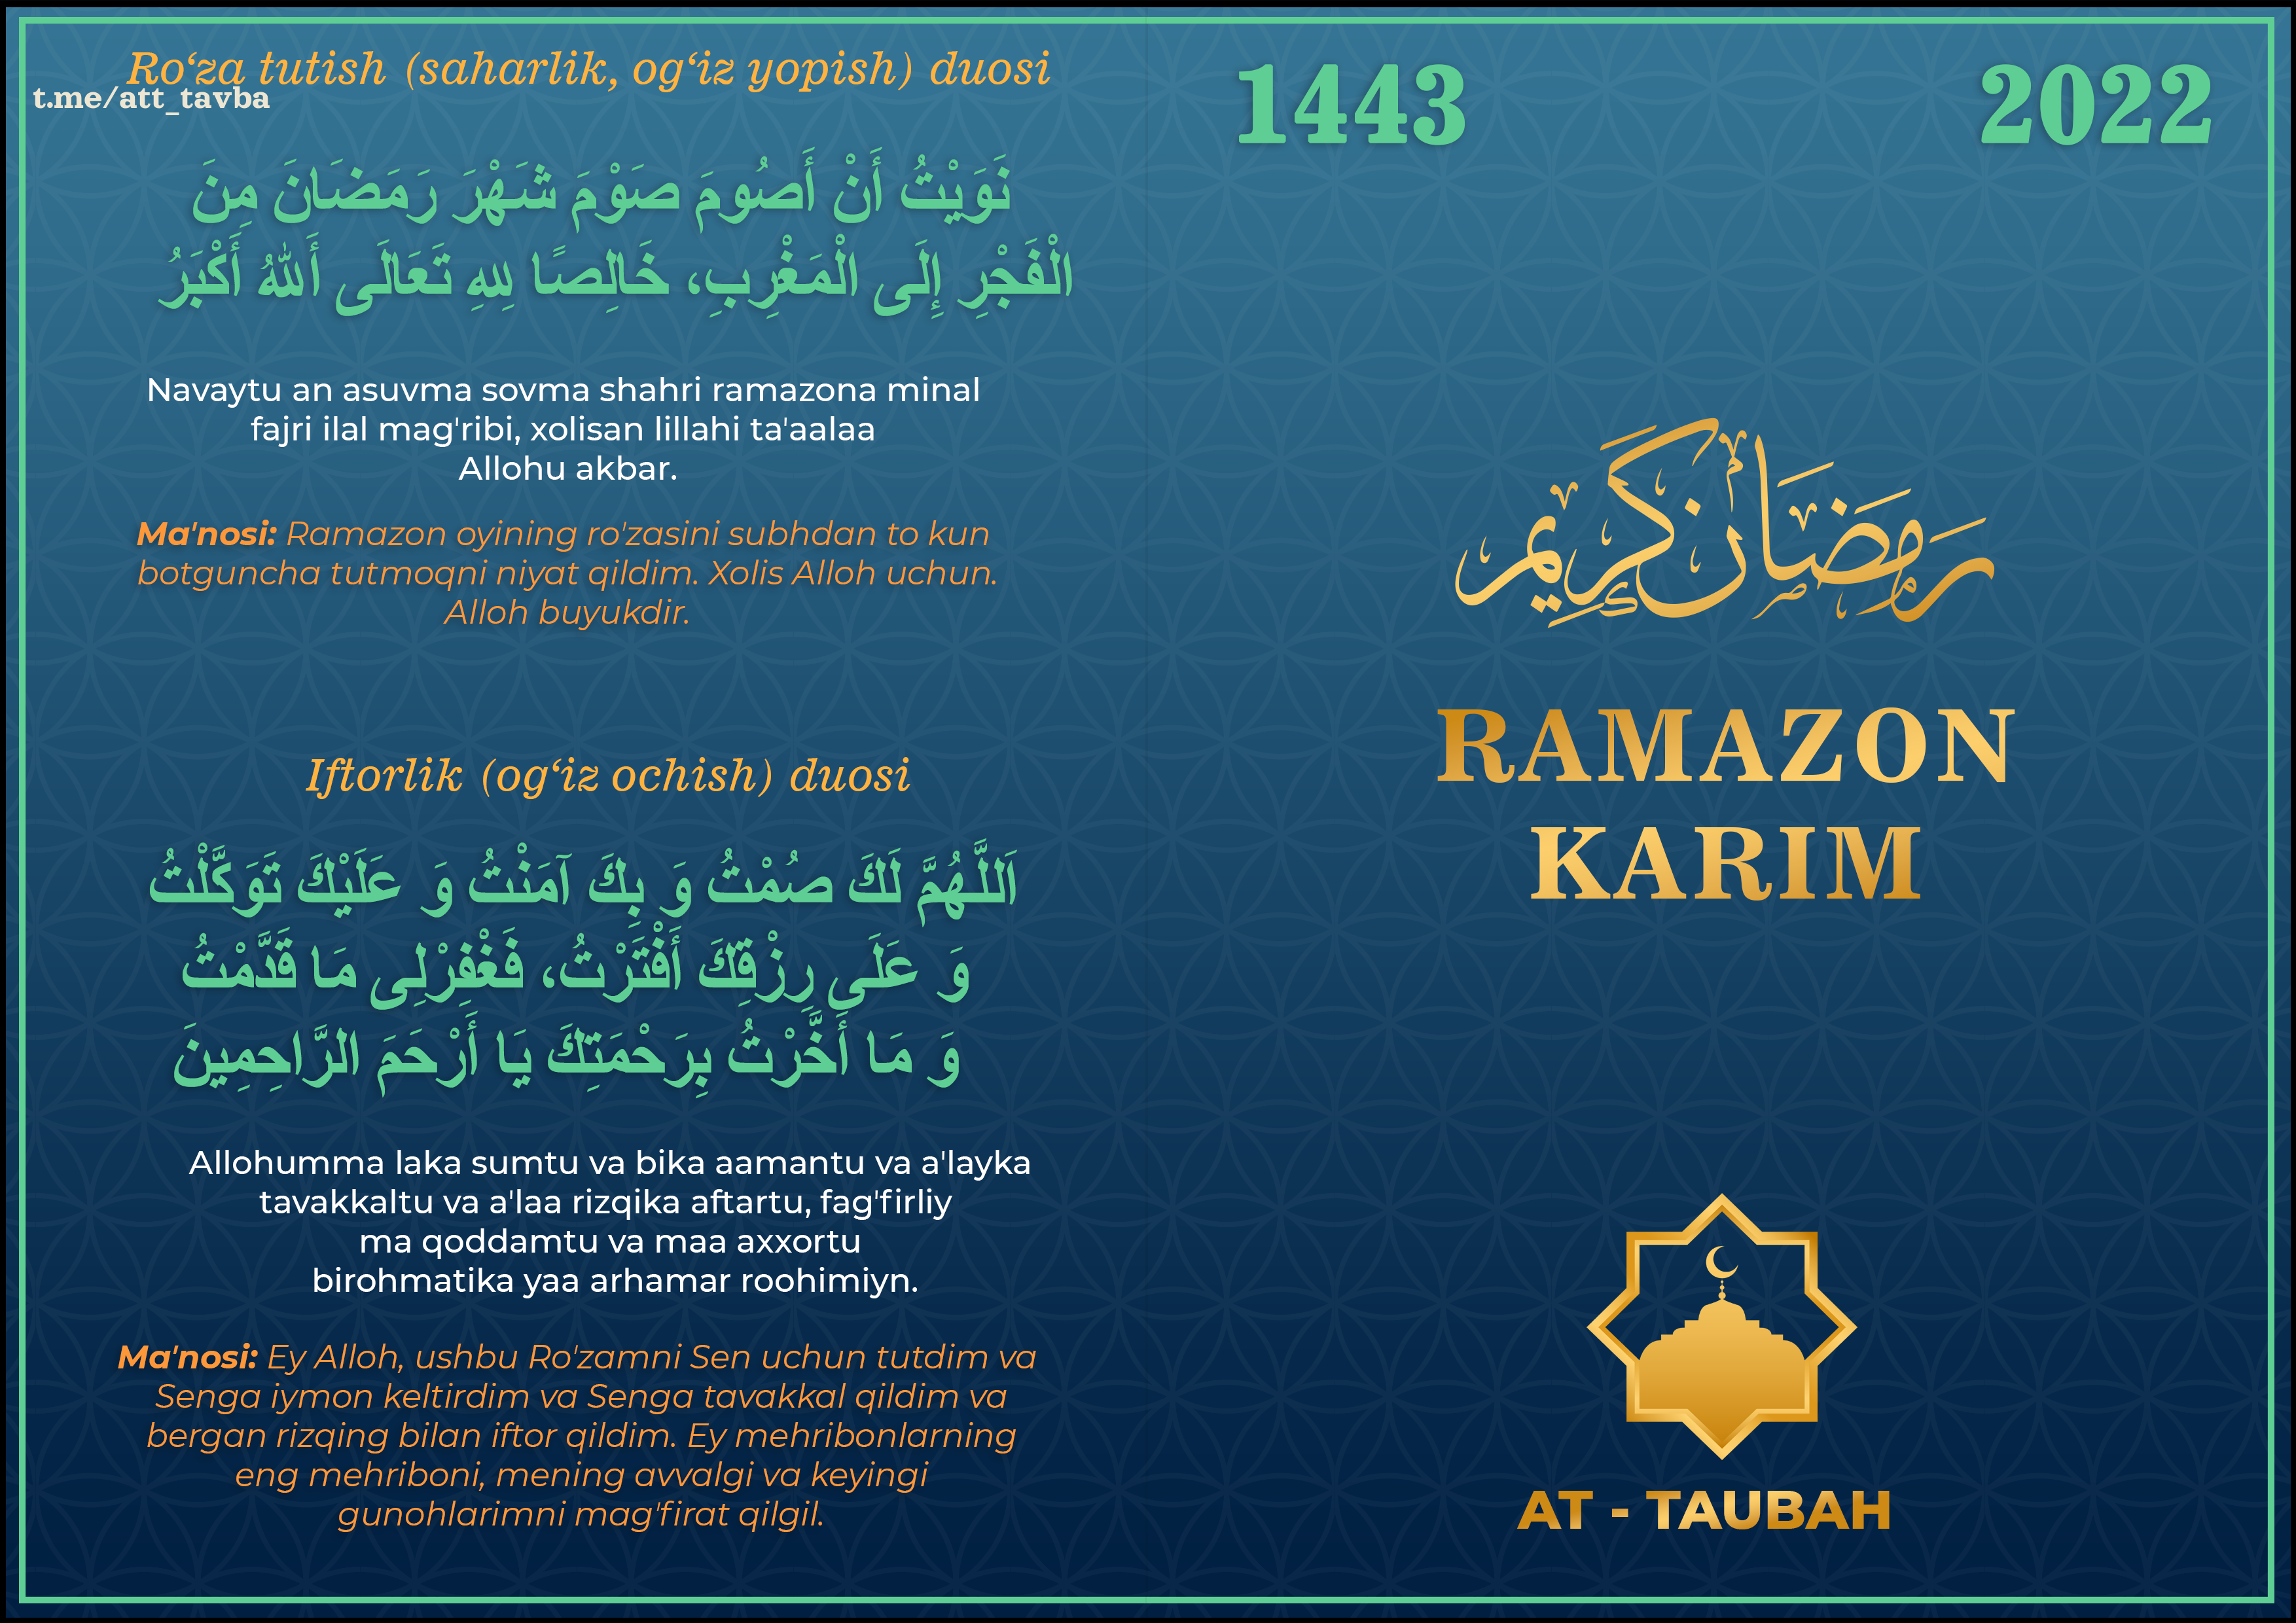 Ro‘za tutish (saharlik, og‘iz yopish) duosi
t.me/att_tavba
نَوَيْتُ أَنْ أَصُومَ صَوْمَ شَهْرَ رَمَضَانَ مِنَ
الْفَجْرِ إِلَى الْمَغْرِبِ، خَالِصًا لِلهِ تَعَالَى أَللهُ أَكْبَرُ
Navaytu an asuvma sovma shahri ramazona minal
fajri ilal mag'ribi, xolisan lillahi ta'aalaa
Allohu akbar.
Ma'nosi: Ramazon oyining ro'zasini subhdan to kun
botguncha tutmoqni niyat qildim. Xolis Alloh uchun.
Alloh buyukdir.
Iftorlik (og‘iz ochish) duosi
اَللَّهُمَّ لَكَ صُمْتُ وَ بِكَ آمَنْتُ وَ عَلَيْكَ تَوَكَّلْتُ
وَ عَلَى رِزْقِكَ أَفْتَرْتُ، فَغْفِرْلِى مَا قَدَّمْتُ
وَ مَا أَخَّرْتُ بِرَحْمَتِكَ يَا أَرْحَمَ الرَّاحِمِينَ
Allohumma laka sumtu va bika aamantu va a'layka
tavakkaltu va a'laa rizqika aftartu, fag'firliy
ma qoddamtu va maa axxortu
birohmatika yaa arhamar roohimiyn.
Ma'nosi: Ey Alloh, ushbu Ro'zamni Sen uchun tutdim va
Senga iymon keltirdim va Senga tavakkal qildim va
bergan rizqing bilan iftor qildim. Ey mehribonlarning
eng mehriboni, mening avvalgi va keyingi
gunohlarimni mag'firat qilgil.
1443 2022
رَمَضَان كَرِيم
RAMAZON
KARIM
AT - TAUBAH